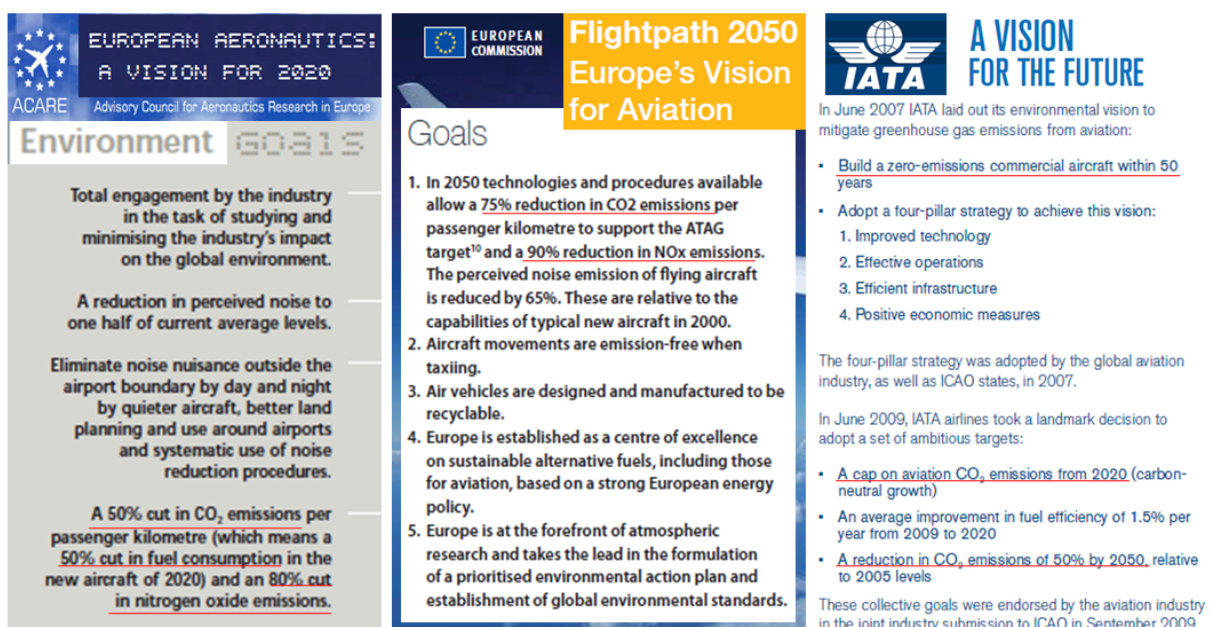 EUROPEAN AERONAUTICS:
A VISION FOR 2020
ACARE
Advisory Council for Aeronautics Research in Europe
Environment GOALS
Total engagement by the industry
in the task of studying and
minimising the industry's impact
on the global environment.
A reduction in perceived noise to
one half of current average levels.
Eliminate noise nuisance outside the
airport boundary by day and night
by quieter aircraft, better land
planning and use around airports
and systematic use of noise
reduction procedures.
A 50% cut in CO₂ emissions per
passenger kilometre (which means a
50% cut in fuel consumption in the
new aircraft of 2020) and an 80% cut
in nitrogen oxide emissions.
EUROPEAN
COMMISSION
Flightpath 2050
Europe's Vision
for Aviation
Goals
1. In 2050 technologies and procedures available
allow a 75% reduction in CO2 emissions per
passenger kilometre to support the ATAG
target¹⁰ and a 90% reduction in NOx emissions.
The perceived noise emission of flying aircraft
is reduced by 65%. These are relative to the
capabilities of typical new aircraft in 2000.
2. Aircraft movements are emission-free when
taxiing.
3. Air vehicles are designed and manufactured to be
recyclable.
4. Europe is established as a centre of excellence
on sustainable alternative fuels, including those
for aviation, based on a strong European energy
policy.
5. Europe is at the forefront of atmospheric
research and takes the lead in the formulation
of a prioritised environmental action plan and
establishment of global environmental standards.
IATA
A VISION
FOR THE FUTURE
In June 2007 IATA laid out its environmental vision to
mitigate greenhouse gas emissions from aviation:
• Build a zero-emissions commercial aircraft within 50
years
• Adopt a four-pillar strategy to achieve this vision:
1. Improved technology
2. Effective operations
3. Efficient infrastructure
4. Positive economic measures
The four-pillar strategy was adopted by the global aviation
industry, as well as ICAO states, in 2007.
In June 2009, IATA airlines took a landmark decision to
adopt a set of ambitious targets:
• A cap on aviation CO₂ emissions from 2020 (carbon-
neutral growth)
• An average improvement in fuel efficiency of 1.5% per
year from 2009 to 2020
• A reduction in CO₂ emissions of 50% by 2050, relative
to 2005 levels
These collective goals were endorsed by the aviation industry
in the joint industry submission to ICAO in September 2009.